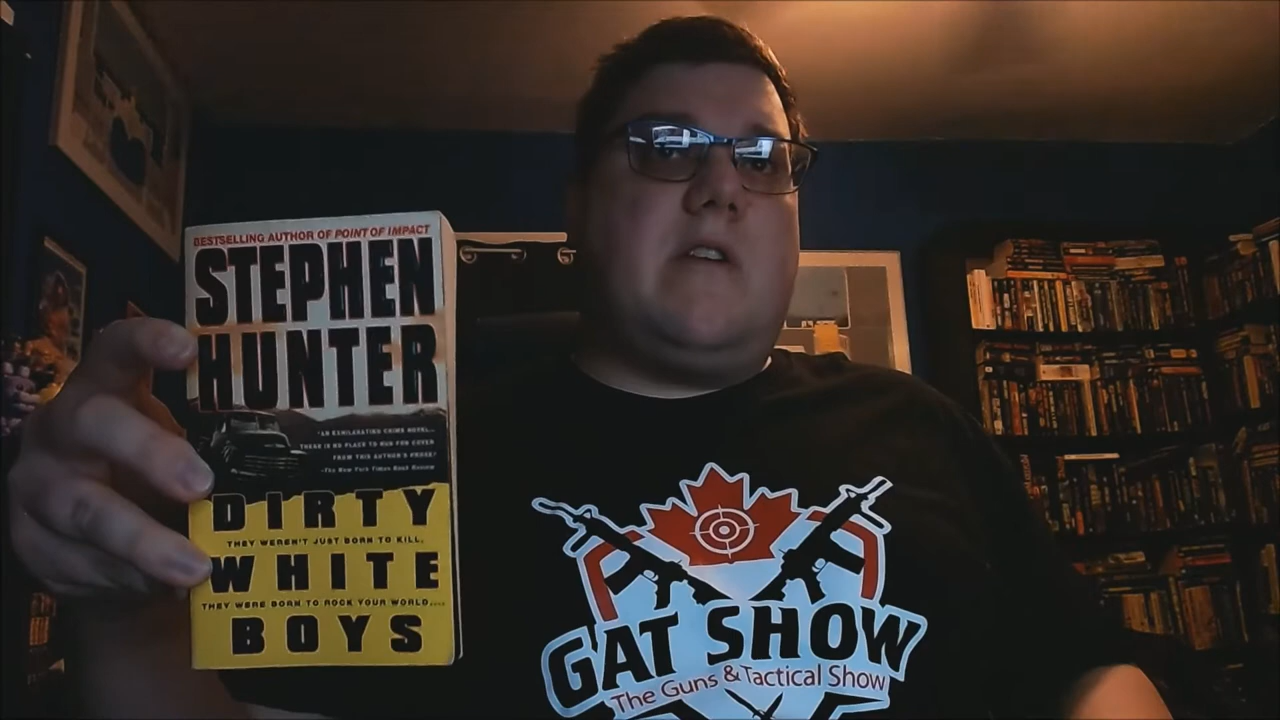 BESTSELLING AUTHOR OF POINT OF IMPACT
STEPHEN
HUNTER
"AN EXHILARATING CRIME NOVEL...
THERE IS NO PLACE TO RUN FOR COVER
FROM THIS AUTHOR'S PROSE."
-The New York Times Book Review
DIRTY
THEY WEREN'T JUST BORN TO KILL.
WHITE
THEY WERE BORN TO ROCK YOUR WORLD....
BOYS
GAT SHOW
The Guns & Tactical Show